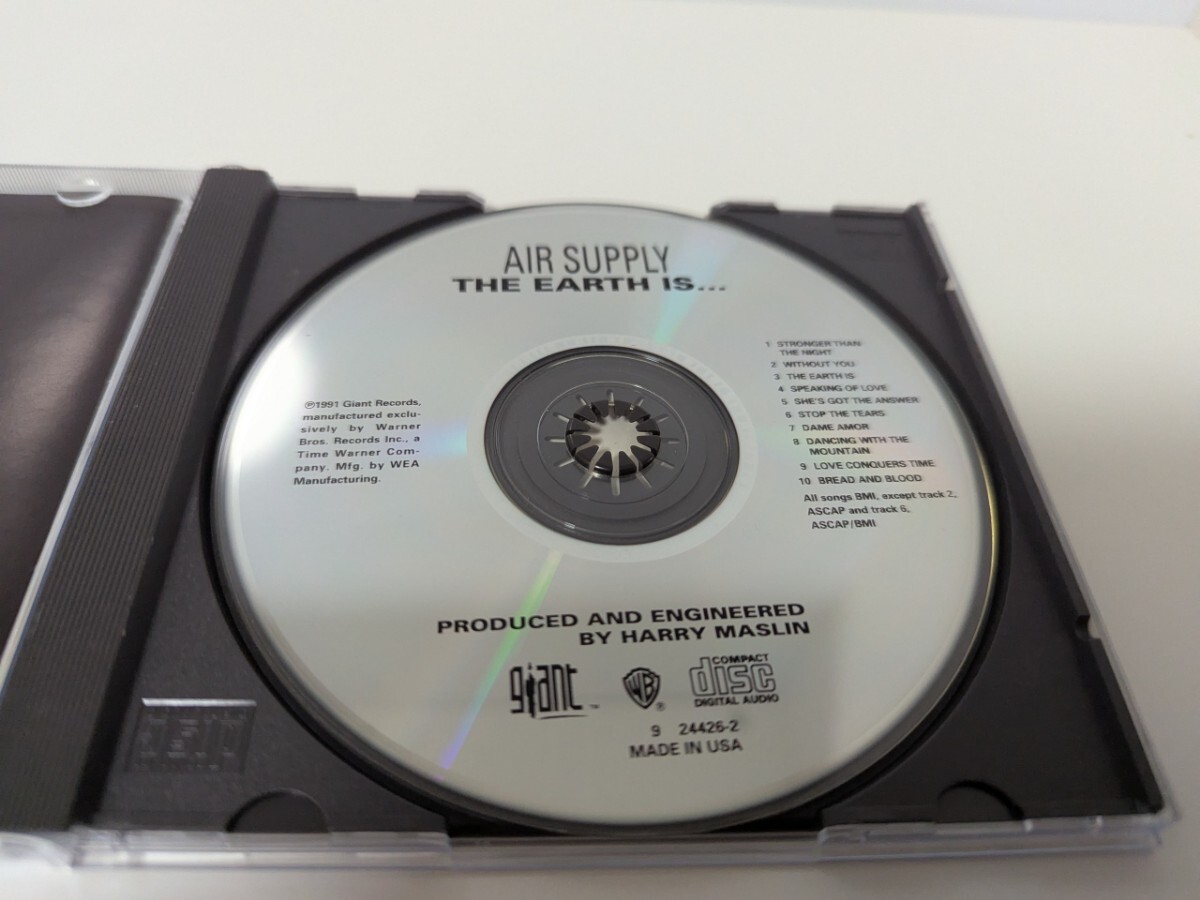 AIR SUPPLY
THE EARTH IS...
℗1991 Giant Records,
manufactured exclu-
sively by Warner
Bros. Records Inc., a
Time Warner Com-
pany. Mfg. by WEA
Manufacturing.
1 STRONGER THAN
THE NIGHT
2 WITHOUT YOU
3 THE EARTH IS
4 SPEAKING OF LOVE
5 SHE'S GOT THE ANSWER
6 STOP THE TEARS
7 DAME AMOR
8 DANCING WITH THE
MOUNTAIN
9 LOVE CONQUERS TIME
10 BREAD AND BLOOD
All songs BMI, except track 2,
ASCAP and track 6,
ASCAP/BMI
PRODUCED AND ENGINEERED
BY HARRY MASLIN
giant™
WB®
COMPACT
disc
DIGITAL AUDIO
9 24426-2
MADE IN USA